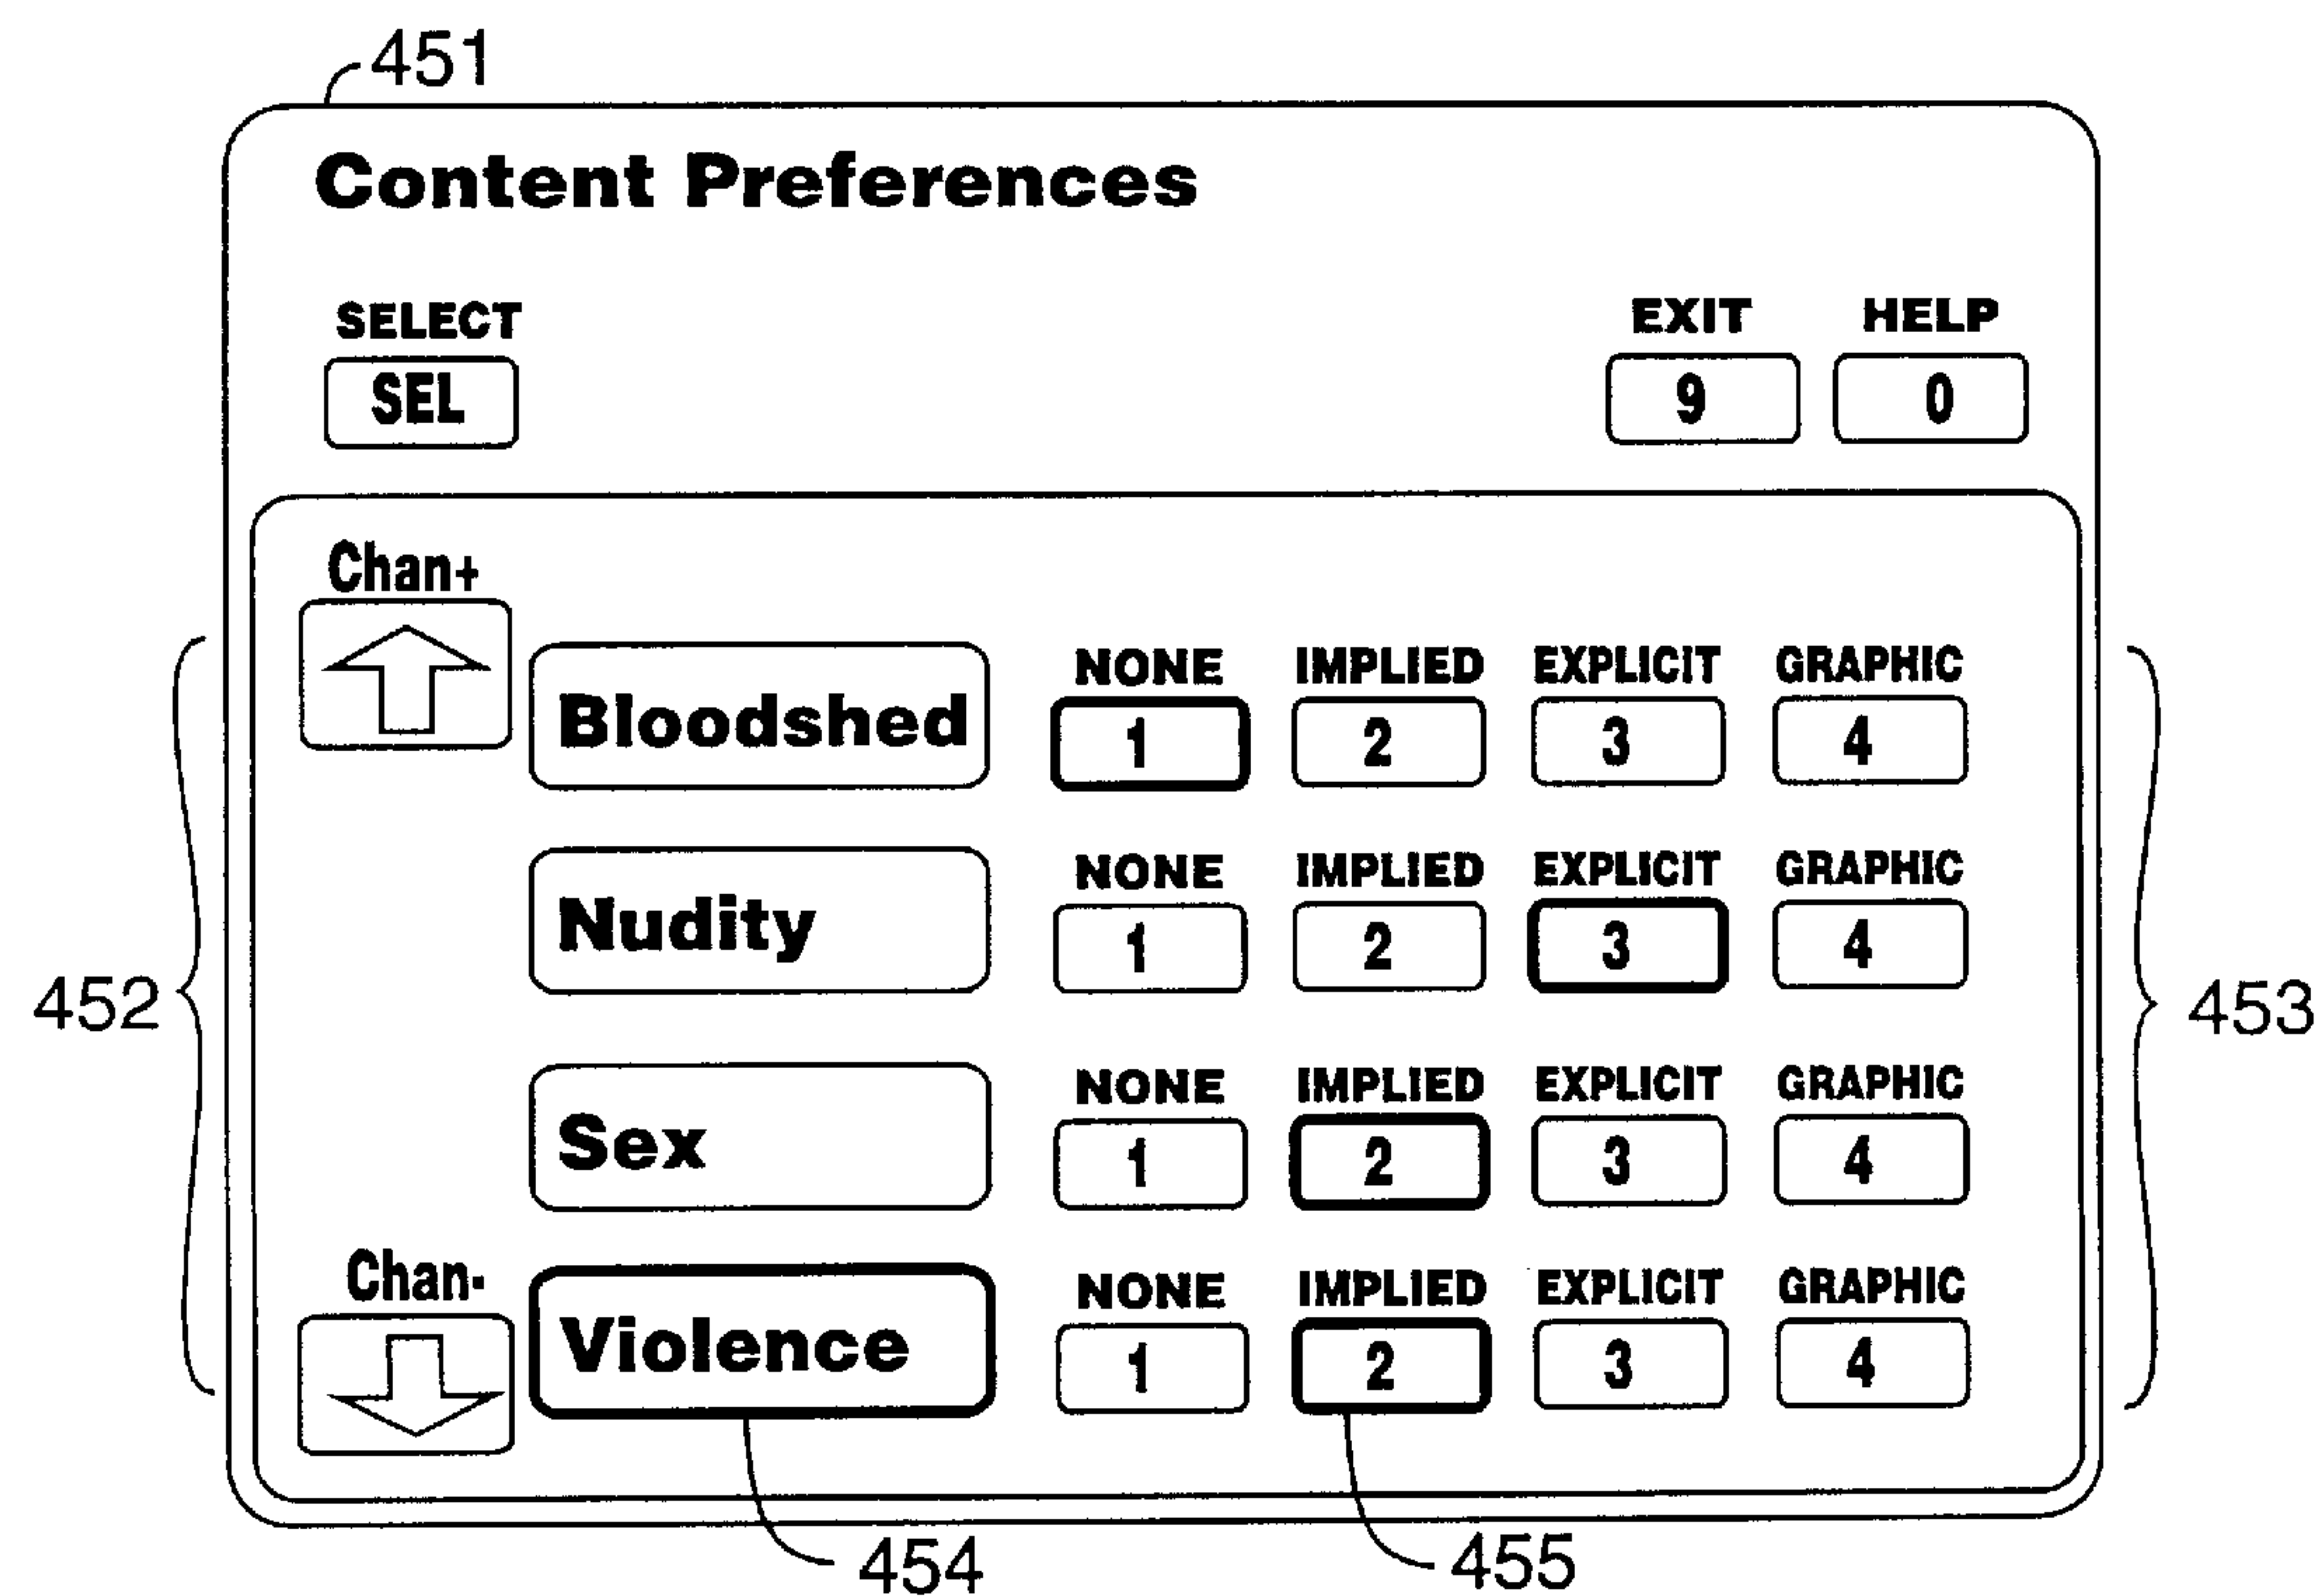 451
Content Preferences
SELECT EXIT HELP
SEL 9 0
Chan+
NONE IMPLIED EXPLICIT GRAPHIC
Bloodshed 1 2 3 4
NONE IMPLIED EXPLICIT GRAPHIC
Nudity 1 2 3 4
452 453
NONE IMPLIED EXPLICIT GRAPHIC
Sex 1 2 3 4
Chan- NONE IMPLIED EXPLICIT GRAPHIC
Violence 1 2 3 4
454 455